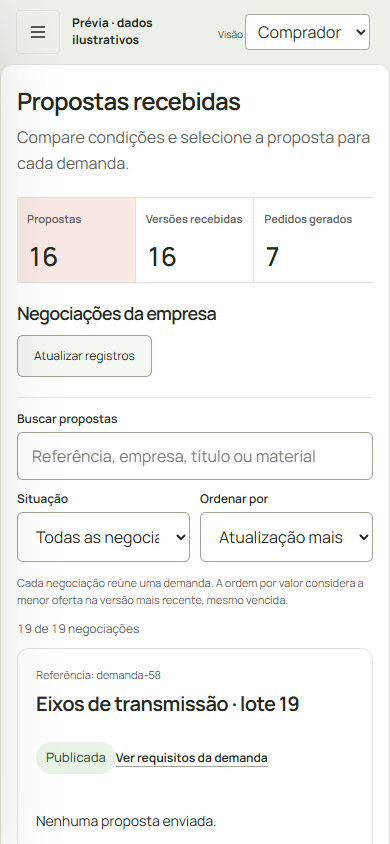 Prévia · dados
ilustrativos
Visão
Comprador
Propostas recebidas
Compare condições e selecione a proposta para
cada demanda.
Propostas
Versões recebidas
Pedidos gerados
16
16
7
Negociações da empresa
Atualizar registros
Buscar propostas
Referência, empresa, título ou material
Situação
Ordenar por
Todas as negocia
Atualização mais
Cada negociação reúne uma demanda. A ordem por valor considera a
menor oferta na versão mais recente, mesmo vencida.
19 de 19 negociações
Referência: demanda-58
Eixos de transmissão · lote 19
Publicada
Ver requisitos da demanda
Nenhuma proposta enviada.